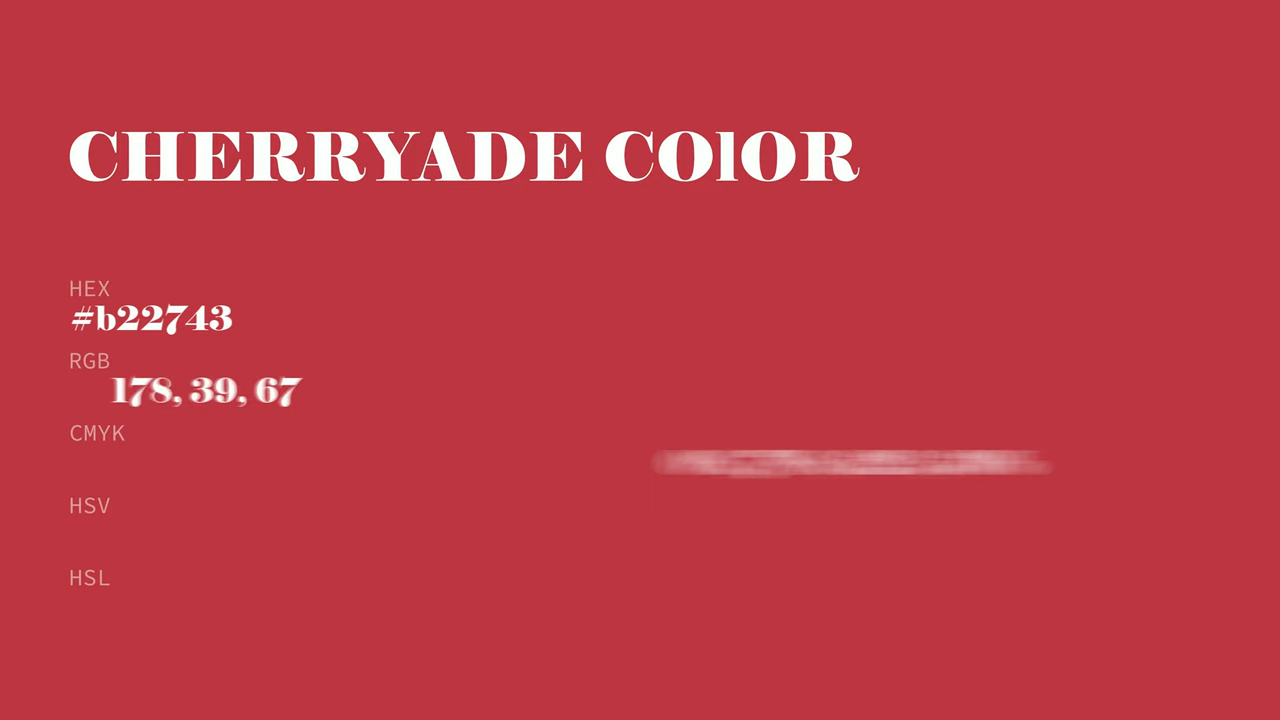 CHERRYADE COlOR
HEX
#b22743
RGB
178, 39, 67
CMYK
HSV
HSL